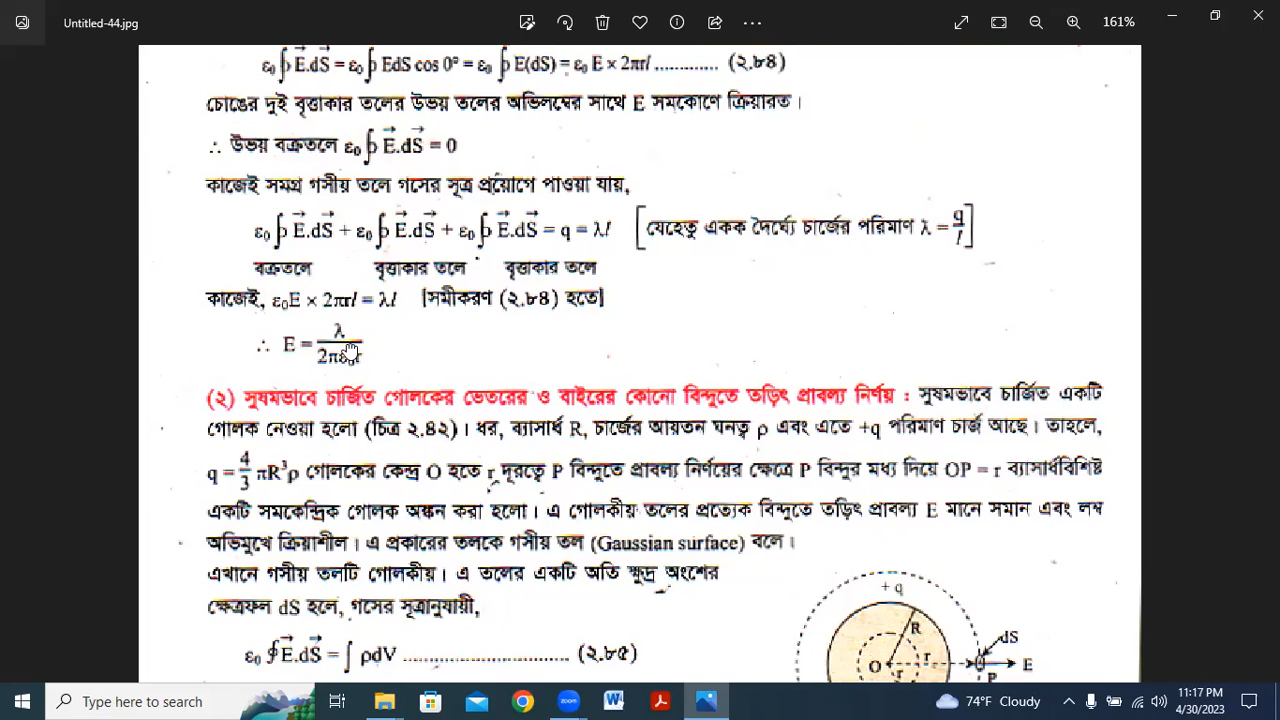 Untitled-44.jpg
161%
ε₀∮E⃗.dS⃗ = ε₀∮EdS cos 0° = ε₀∮E(dS) = ε₀ E × 2πrl ............. (২.৮৪)
চোঙের দুই বৃত্তাকার তলের উভয় তলের অভিলম্বের সাথে E সমকোণে ক্রিয়ারত।
∴ উভয় বক্রতলে ε₀∮E⃗.dS⃗ = 0
কাজেই সমগ্র গসীয় তলে গসের সূত্র প্রয়োগে পাওয়া যায়,
ε₀∮E⃗.dS⃗ + ε₀∮E⃗.dS⃗ + ε₀∮E⃗.dS⃗ = q = λl [যেহেতু একক দৈর্ঘ্যে চার্জের পরিমাণ λ = q/l]
বক্রতলে বৃত্তাকার তলে বৃত্তাকার তলে
কাজেই, ε₀E × 2πrl = λl [সমীকরণ (২.৮৪) হতে]
∴ E = λ/2πε₀r
(২) সুষমভাবে চার্জিত গোলকের ভেতরের ও বাইরের কোনো বিন্দুতে তড়িৎ প্রাবল্য নির্ণয় : সুষমভাবে চার্জিত একটি
গোলক নেওয়া হলো (চিত্র ২.৪২)। ধর, ব্যাসার্ধ R, চার্জের আয়তন ঘনত্ব ρ এবং এতে +q পরিমাণ চার্জ আছে। তাহলে,
q = 4/3 πR³ρ গোলকের কেন্দ্র O হতে r দূরত্বে P বিন্দুতে প্রাবল্য নির্ণয়ের ক্ষেত্রে P বিন্দুর মধ্য দিয়ে OP = r ব্যাসার্ধবিশিষ্ট
একটি সমকেন্দ্রিক গোলক অঙ্কন করা হলো। এ গোলকীয় তলের প্রত্যেক বিন্দুতে তড়িৎ প্রাবল্য E মানে সমান এবং লম্ব
অভিমুখে ক্রিয়াশীল। এ প্রকারের তলকে গসীয় তল (Gaussian surface) বলে।
এখানে গসীয় তলটি গোলকীয়। এ তলের একটি অতি ক্ষুদ্র অংশের
ক্ষেত্রফল dS হলে, গসের সূত্রানুযায়ী,
ε₀ ∮E⃗.dS⃗ = ∫ ρdV ................................. (২.৮৫)
+ q
R
dS
O
r
r
E
P
Type here to search
74°F Cloudy
11:17 PM
4/30/2023